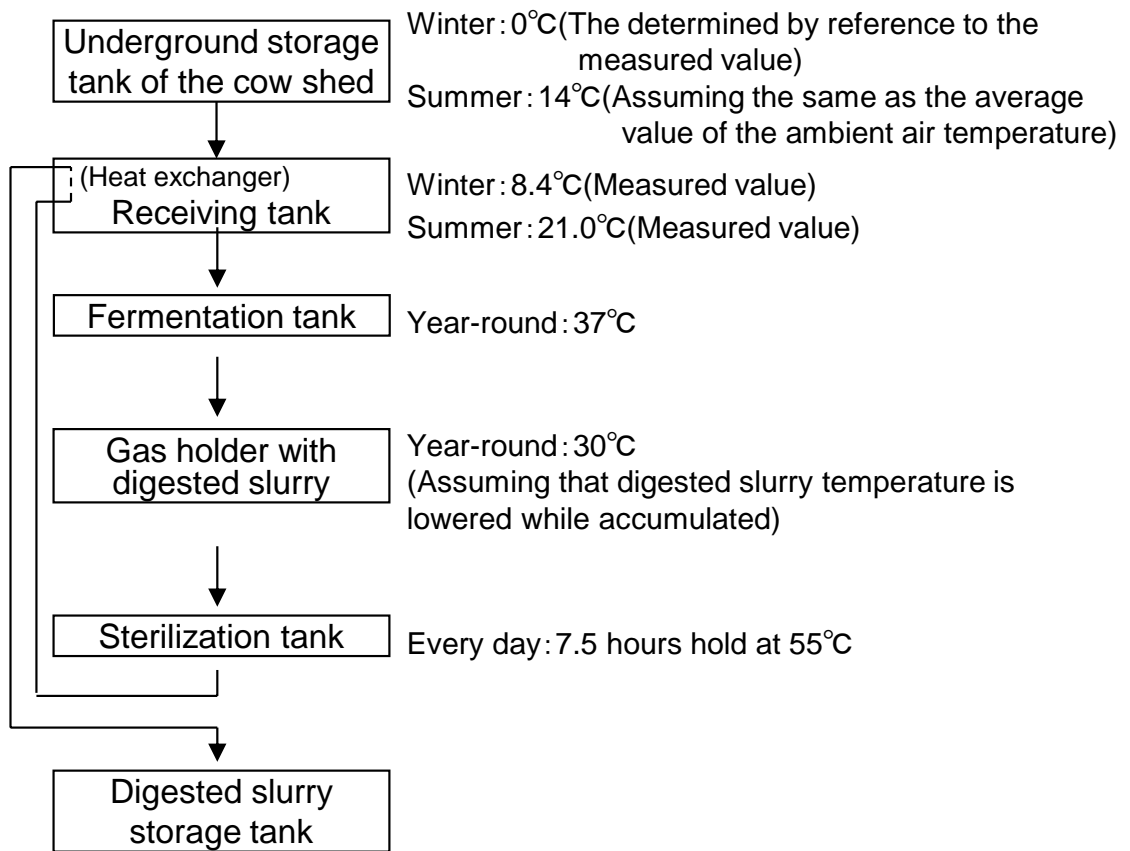 Underground storage
tank of the cow shed
Winter:0℃(The determined by reference to the
measured value)
Summer:14℃(Assuming the same as the average
value of the ambient air temperature)
(Heat exchanger)
Receiving tank
Winter:8.4℃(Measured value)
Summer:21.0℃(Measured value)
Fermentation tank
Year-round:37℃
Gas holder with
digested slurry
Year-round:30℃
(Assuming that digested slurry temperature is
lowered while accumulated)
Sterilization tank
Every day:7.5 hours hold at 55℃
Digested slurry
storage tank